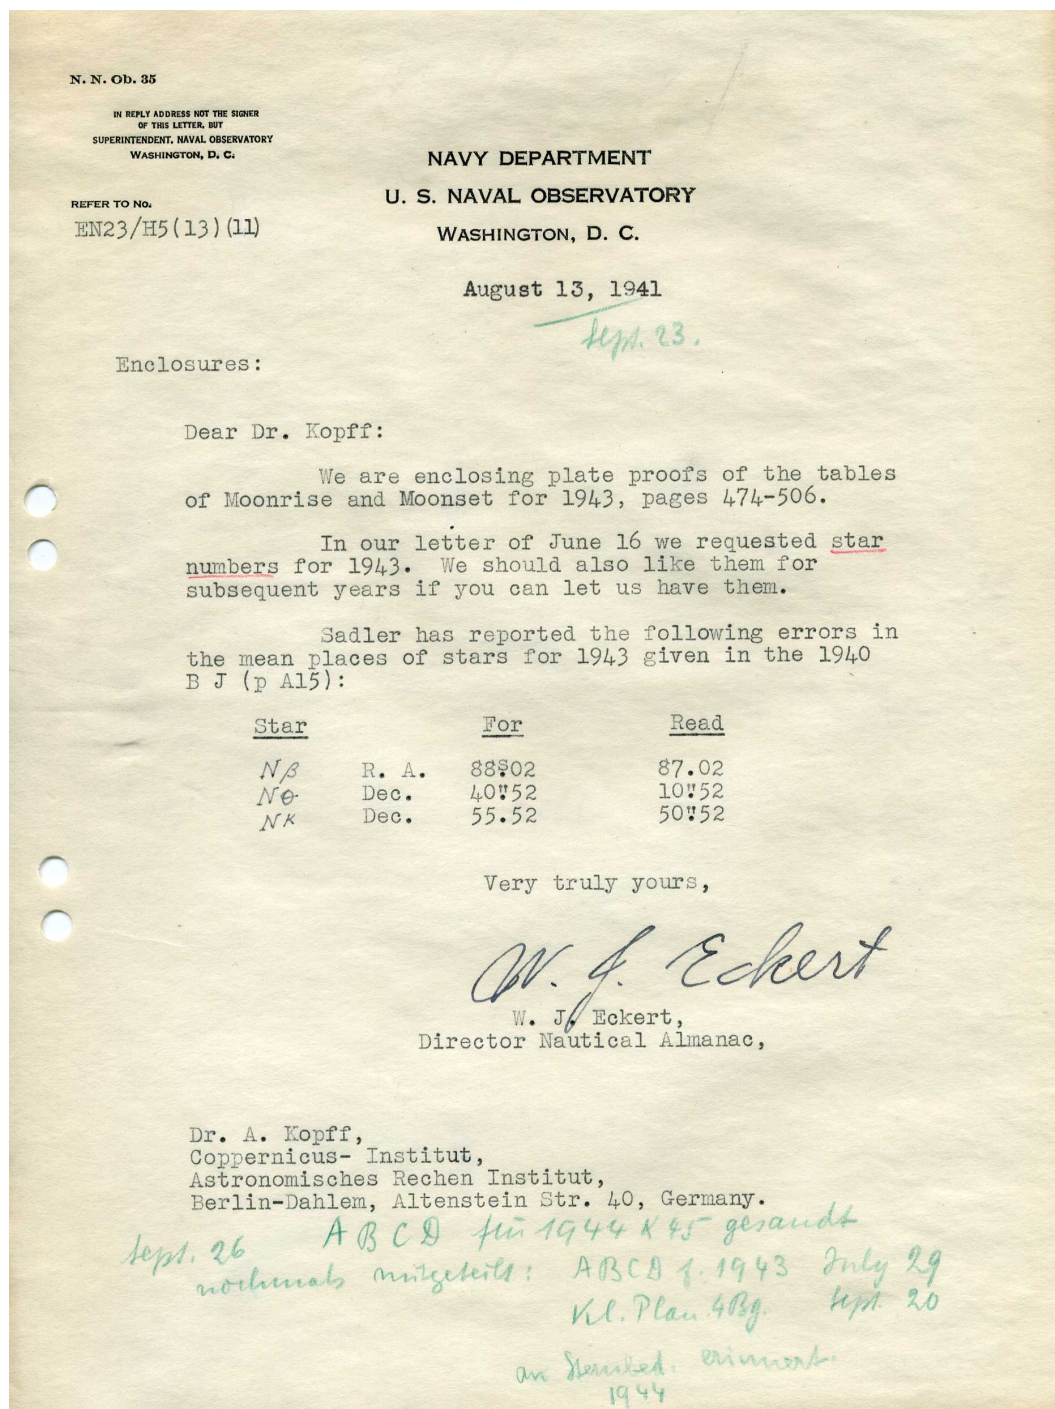 N. N. Ob. 35
IN REPLY ADDRESS NOT THE SIGNER
OF THIS LETTER, BUT
SUPERINTENDENT, NAVAL OBSERVATORY
WASHINGTON, D. C.
REFER TO No.
EN23/H5(13)(11)
NAVY DEPARTMENT
U. S. NAVAL OBSERVATORY
WASHINGTON, D. C.
August 13, 1941
Sept. 23.
Enclosures:
Dear Dr. Kopff:
We are enclosing plate proofs of the tables
of Moonrise and Moonset for 1943, pages 474-506.
In our letter of June 16 we requested star
numbers for 1943. We should also like them for
subsequent years if you can let us have them.
Sadler has reported the following errors in
the mean places of stars for 1943 given in the 1940
B J (p A15):
Star For Read
Nβ R. A. 88ˢ.02 87.02
Nθ Dec. 40".52 10".52
NK Dec. 55.52 50".52
Very truly yours,
W. J. Eckert
W. J. Eckert,
Director Nautical Almanac,
Dr. A. Kopff,
Coppernicus- Institut,
Astronomisches Rechen Institut,
Berlin-Dahlem, Altenstein Str. 40, Germany.
Sept. 26 A B C D für 1944 & 45 gesandt
nochmals mitgeteilt: ABCD f. 1943 July 29
Kl. Plan. 4Bg. Sept. 20
an Sternbed. erinnert.
1944